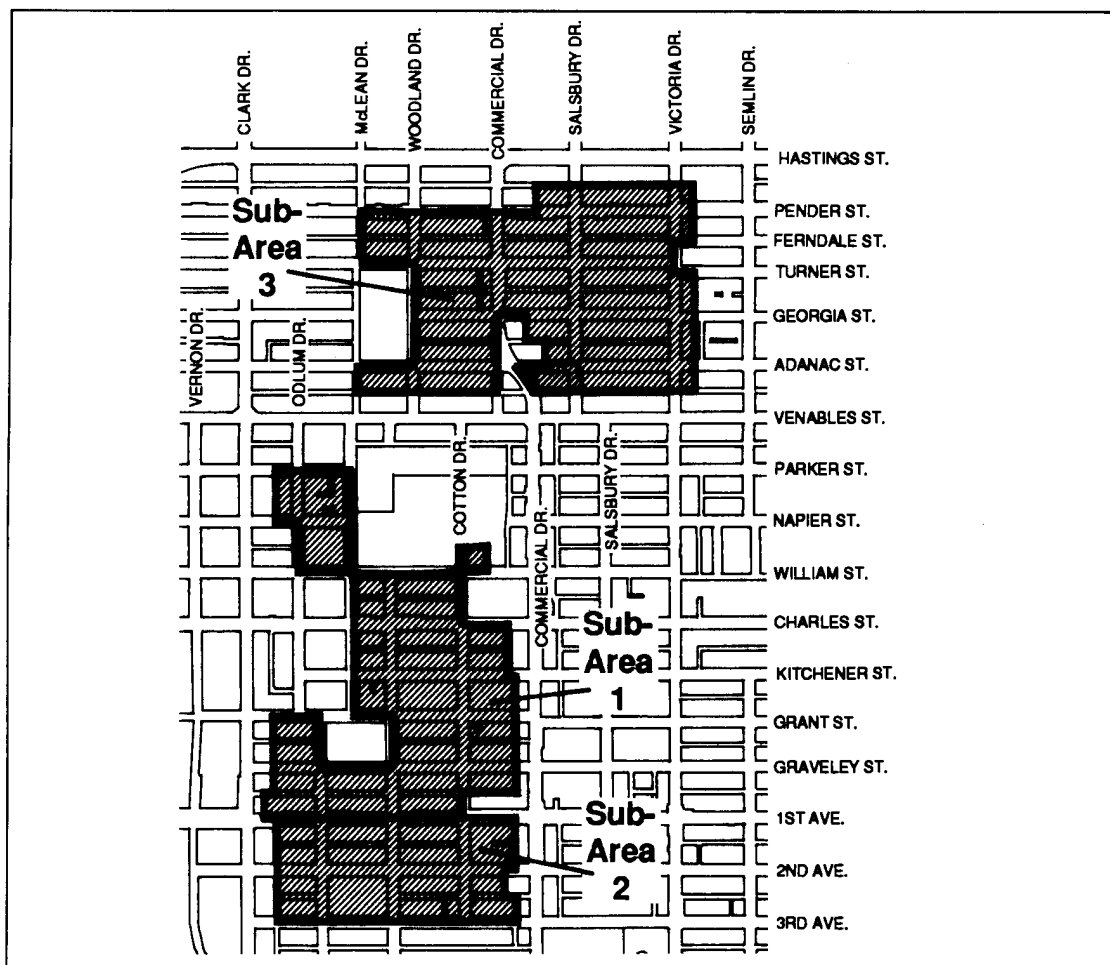 CLARK DR.
McLEAN DR.
WOODLAND DR.
COMMERCIAL DR.
SALSBURY DR.
VICTORIA DR.
SEMLIN DR.
HASTINGS ST.
PENDER ST.
FERNDALE ST.
TURNER ST.
GEORGIA ST.
ADANAC ST.
VENABLES ST.
PARKER ST.
NAPIER ST.
WILLIAM ST.
CHARLES ST.
KITCHENER ST.
GRANT ST.
GRAVELEY ST.
1ST AVE.
2ND AVE.
3RD AVE.
Sub-
Area
3
VERNON DR.
ODLUM DR.
COTTON DR.
COMMERCIAL DR.
SALSBURY DR.
Sub-
Area
1
Sub-
Area
2